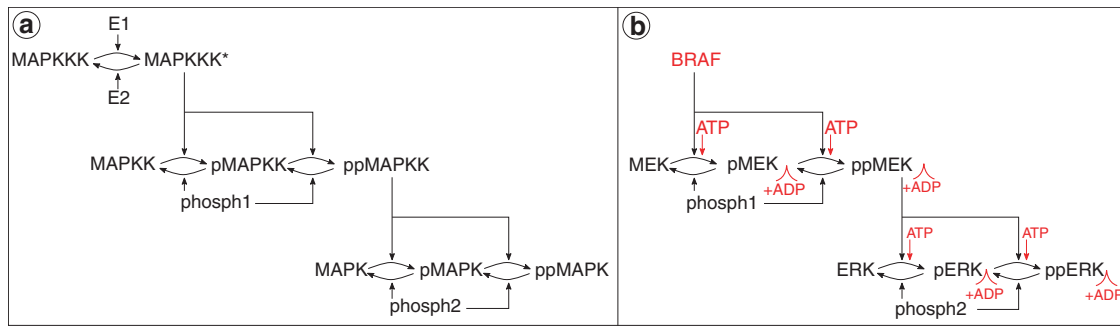 a
E1
MAPKKK MAPKKK*
E2
MAPKK pMAPKK ppMAPKK
phosph1
MAPK pMAPK ppMAPK
phosph2
b
BRAF
ATP ATP
MEK pMEK ppMEK
+ADP +ADP
phosph1
ATP ATP
ERK pERK ppERK
+ADP +ADP
phosph2